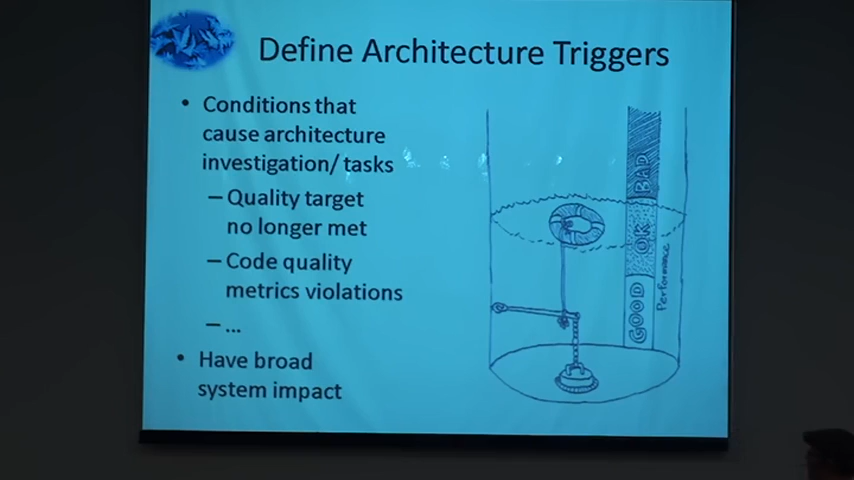 Define Architecture Triggers
• Conditions that
cause architecture
investigation/ tasks
– Quality target
no longer met
– Code quality
metrics violations
– ...
• Have broad
system impact
BAD
OK
GOOD
Performance